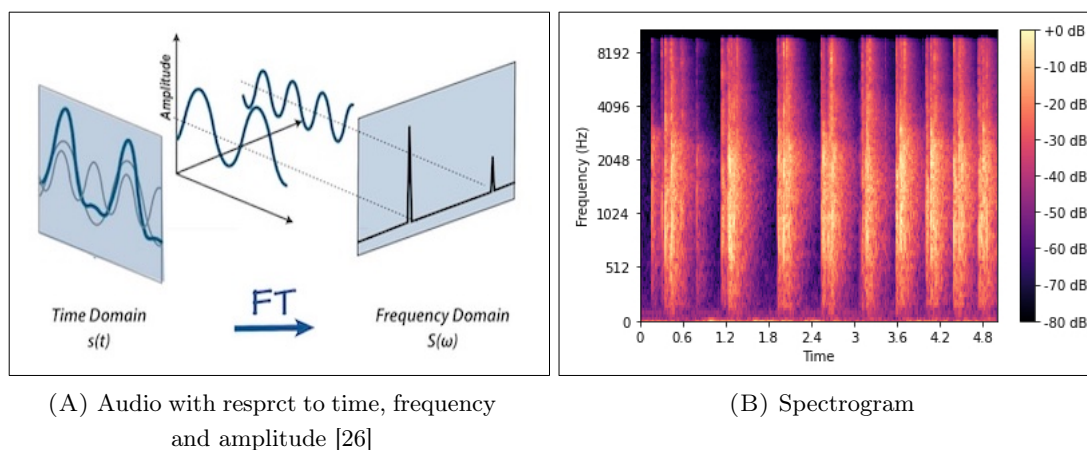 Amplitude
Time Domain
s(t)
FT
Frequency Domain
S(ω)
(A) Audio with resprct to time, frequency
and amplitude [26]
Frequency (Hz)
8192
4096
2048
1024
512
0
0 0.6 1.2 1.8 2.4 3 3.6 4.2 4.8
Time
+0 dB
-10 dB
-20 dB
-30 dB
-40 dB
-50 dB
-60 dB
-70 dB
-80 dB
(B) Spectrogram